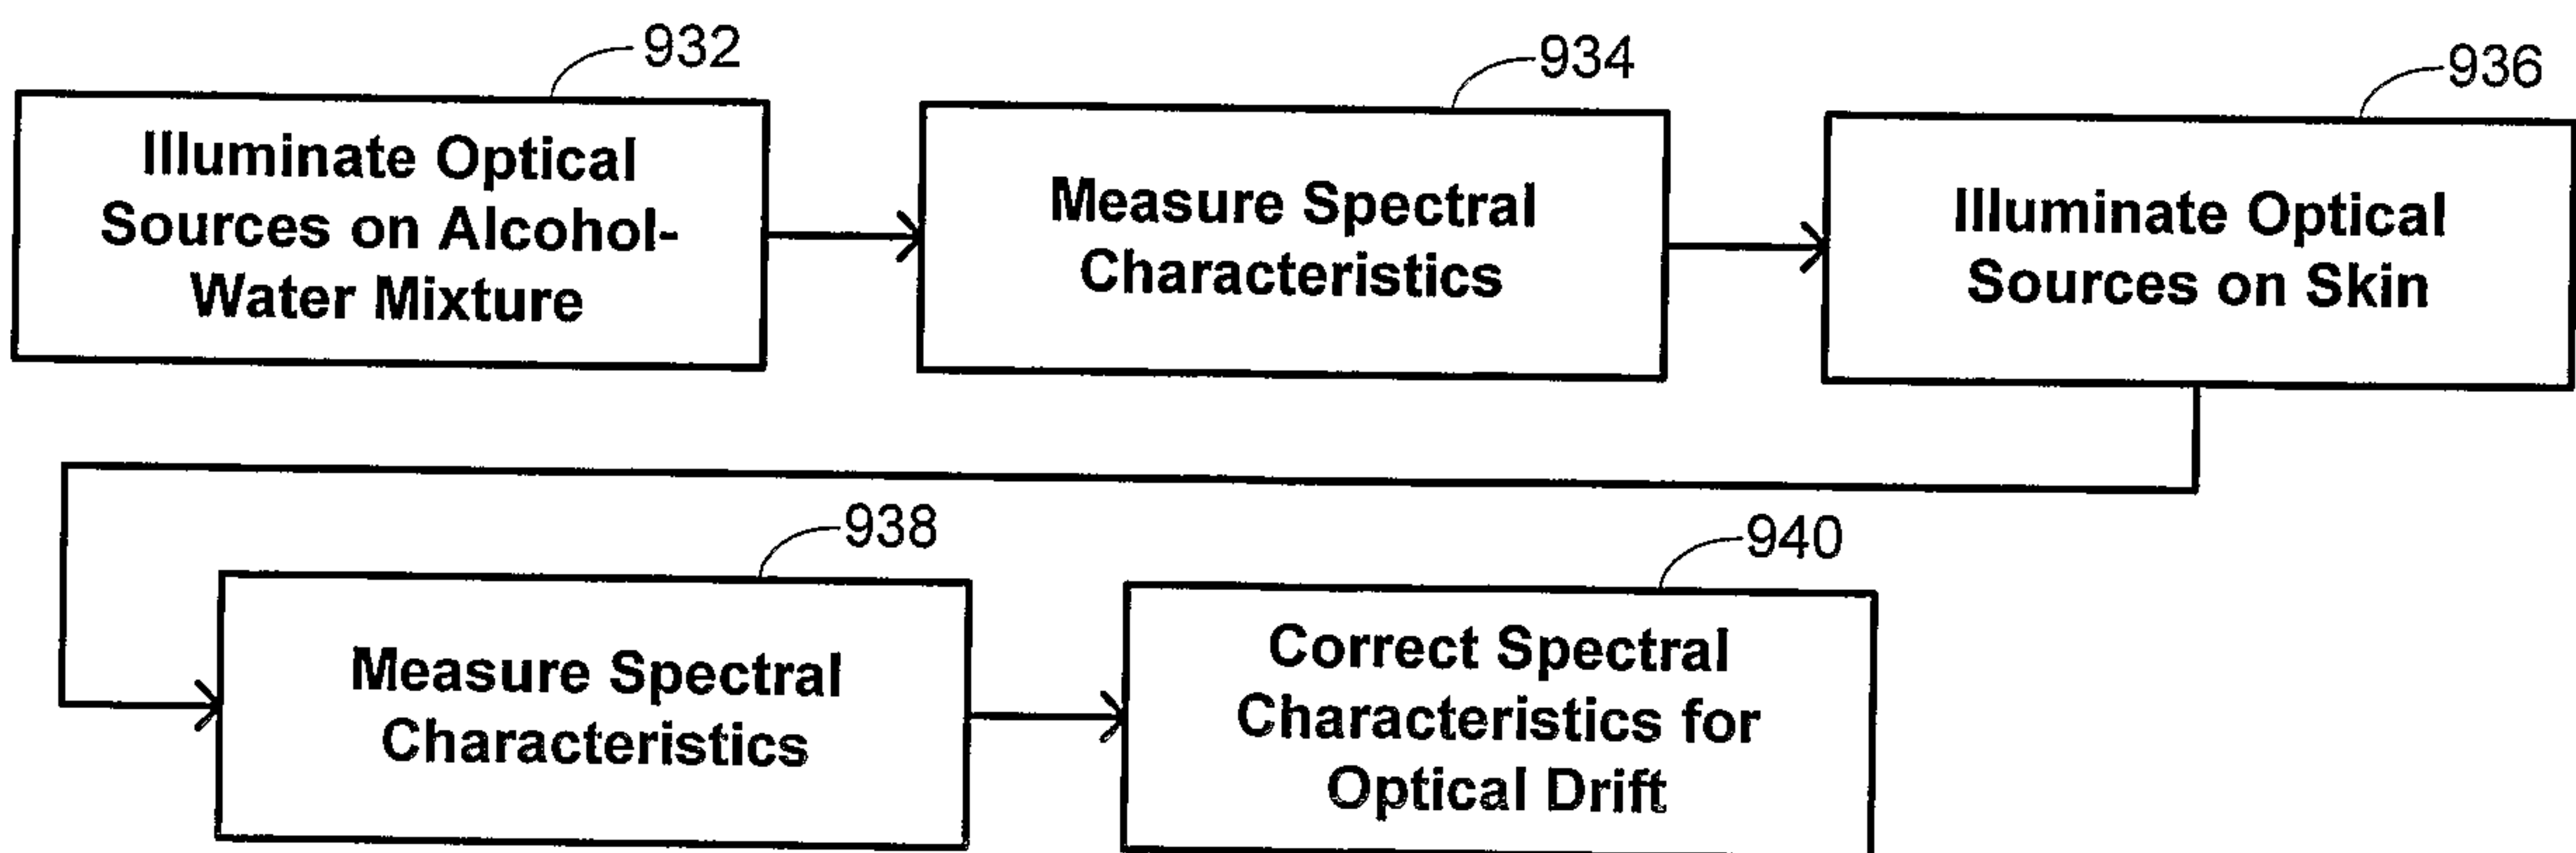 932
Illuminate Optical
Sources on Alcohol-
Water Mixture
934
Measure Spectral
Characteristics
936
Illuminate Optical
Sources on Skin
938
Measure Spectral
Characteristics
940
Correct Spectral
Characteristics for
Optical Drift